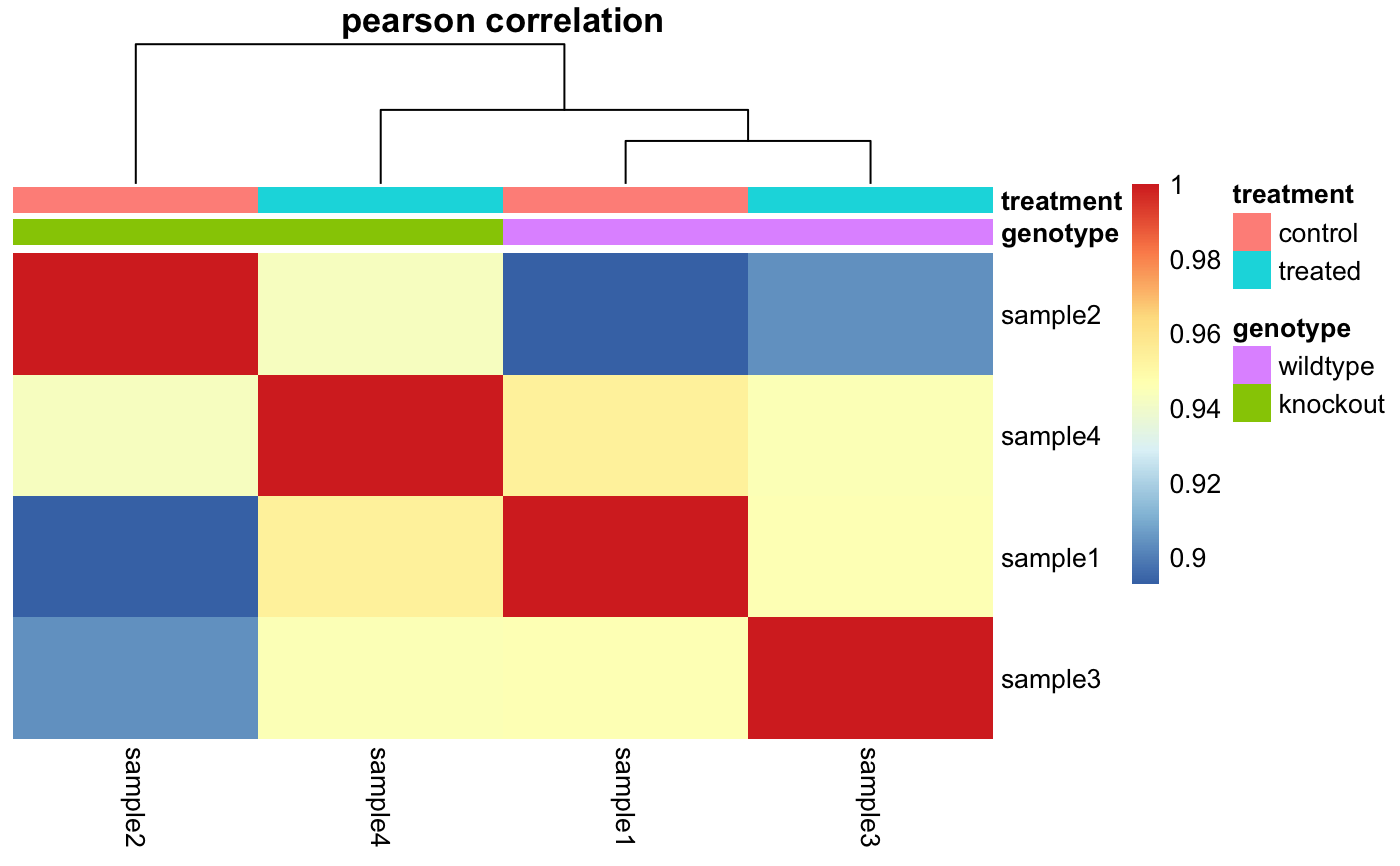 pearson correlation
treatment
genotype
sample2
sample4
sample1
sample3
sample2
sample4
sample1
sample3
1
0.98
0.96
0.94
0.92
0.9
treatment
control
treated
genotype
wildtype
knockout